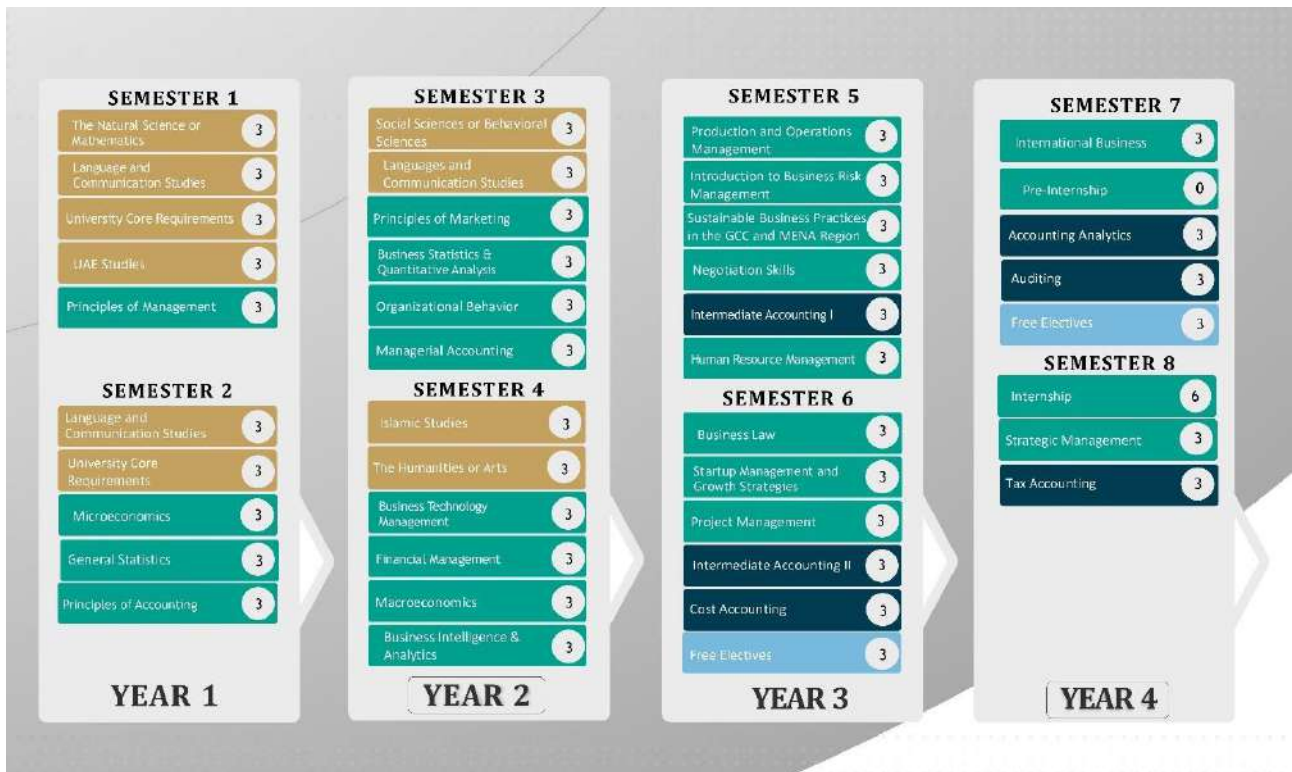 SEMESTER 1
The Natural Science or
Mathematics
3
Language and
Communication Studies
3
University Core Requirements
3
UAE Studies
3
Principles of Management
3
SEMESTER 2
Language and
Communication Studies
3
University Core
Requirements
3
Microeconomics
3
General Statistics
3
Principles of Accounting
3
YEAR 1
SEMESTER 3
Social Sciences or Behavioral
Sciences
3
Languages and
Communication Studies
3
Principles of Marketing
3
Business Statistics &
Quantitative Analysis
3
Organizational Behavior
3
Managerial Accounting
3
SEMESTER 4
Islamic Studies
3
The Humanities or Arts
3
Business Technology
Management
3
Financial Management
3
Macroeconomics
3
Business Intelligence &
Analytics
3
YEAR 2
SEMESTER 5
Production and Operations
Management
3
Introduction to Business Risk
Management
3
Sustainable Business Practices
in the GCC and MENA Region
3
Negotiation Skills
3
Intermediate Accounting I
3
Human Resource Management
3
SEMESTER 6
Business Law
3
Startup Management and
Growth Strategies
3
Project Management
3
Intermediate Accounting II
3
Cost Accounting
3
Free Electives
3
YEAR 3
SEMESTER 7
International Business
3
Pre-Internship
0
Accounting Analytics
3
Auditing
3
Free Electives
3
SEMESTER 8
Internship
6
Strategic Management
3
Tax Accounting
3
YEAR 4